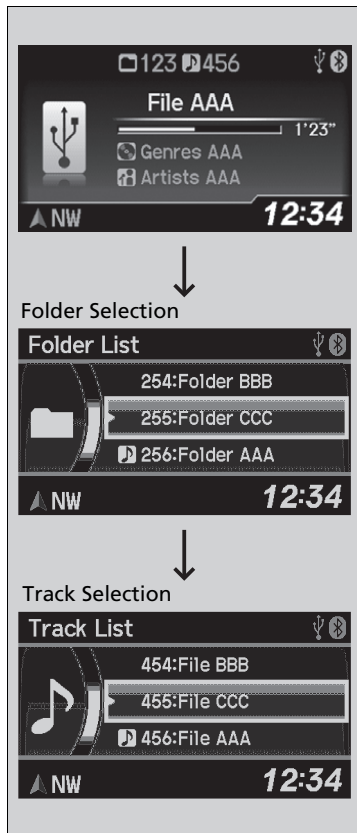 123 456
File AAA
1'23"
Genres AAA
Artists AAA
NW 12:34
Folder Selection
Folder List
254:Folder BBB
255:Folder CCC
256:Folder AAA
NW 12:34
Track Selection
Track List
454:File BBB
455:File CCC
456:File AAA
NW 12:34